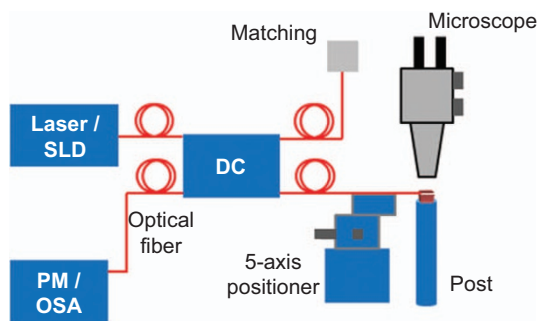 Matching
Microscope
Laser /
SLD
DC
Optical
fiber
PM /
OSA
5-axis
positioner
Post